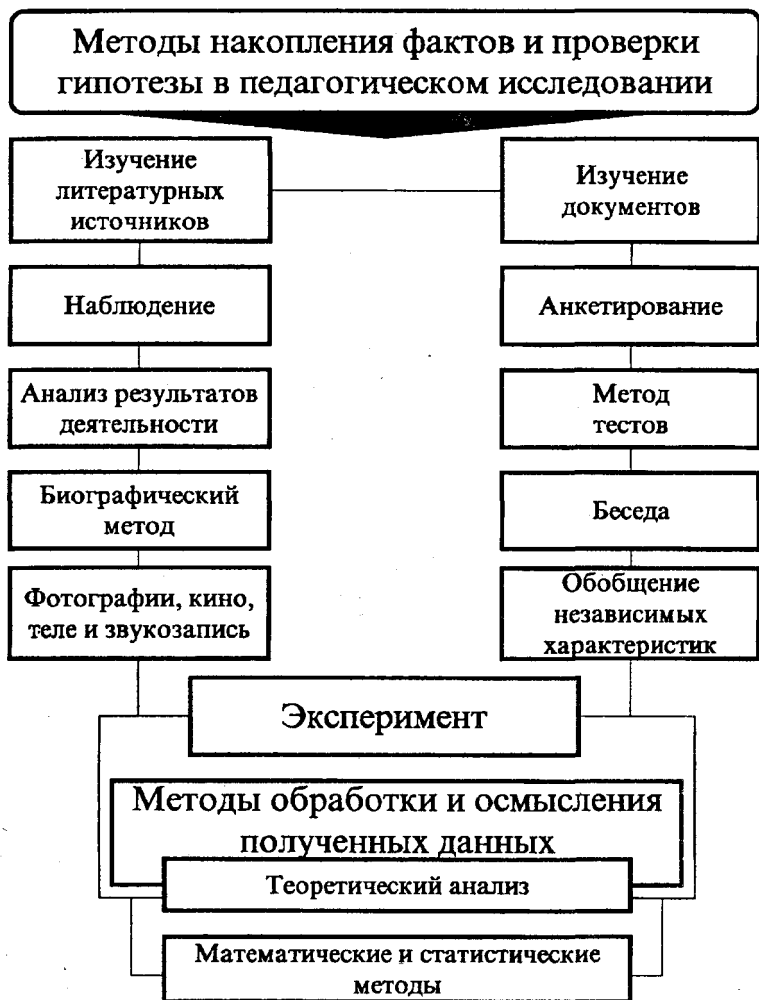 Методы накопления фактов и проверки
гипотезы в педагогическом исследовании
Изучение
литературных
источников
Изучение
документов
Наблюдение
Анкетирование
Анализ результатов
деятельности
Метод
тестов
Биографический
метод
Беседа
Фотографии, кино,
теле и звукозапись
Обобщение
независимых
характеристик
Эксперимент
Методы обработки и осмысления
полученных данных
Теоретический анализ
Математические и статистические
методы